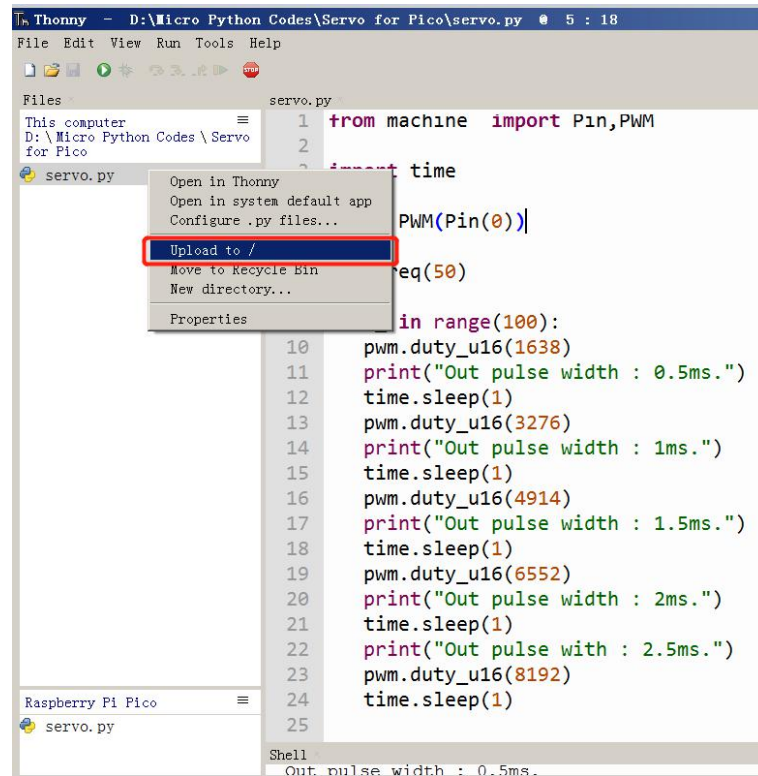 Thonny - D:\Micro Python Codes\Servo for Pico\servo.py @ 5 : 18
File Edit View Run Tools Help
STOP
Files
This computer
D: \ Micro Python Codes \ Servo
for Pico
servo.py
Open in Thonny
Open in system default app
Configure .py files...
Upload to /
Move to Recycle Bin
New directory...
Properties
Raspberry Pi Pico
servo.py
servo.py
1 from machine  import Pin,PWM
2
import time
PWM(Pin(0))
eq(50)
in range(100):
10 pwm.duty_u16(1638)
11 print("Out pulse width : 0.5ms.")
12 time.sleep(1)
13 pwm.duty_u16(3276)
14 print("Out pulse width : 1ms.")
15 time.sleep(1)
16 pwm.duty_u16(4914)
17 print("Out pulse width : 1.5ms.")
18 time.sleep(1)
19 pwm.duty_u16(6552)
20 print("Out pulse width : 2ms.")
21 time.sleep(1)
22 print("Out pulse with : 2.5ms.")
23 pwm.duty_u16(8192)
24 time.sleep(1)
25
Shell
Out pulse width : 0.5ms.